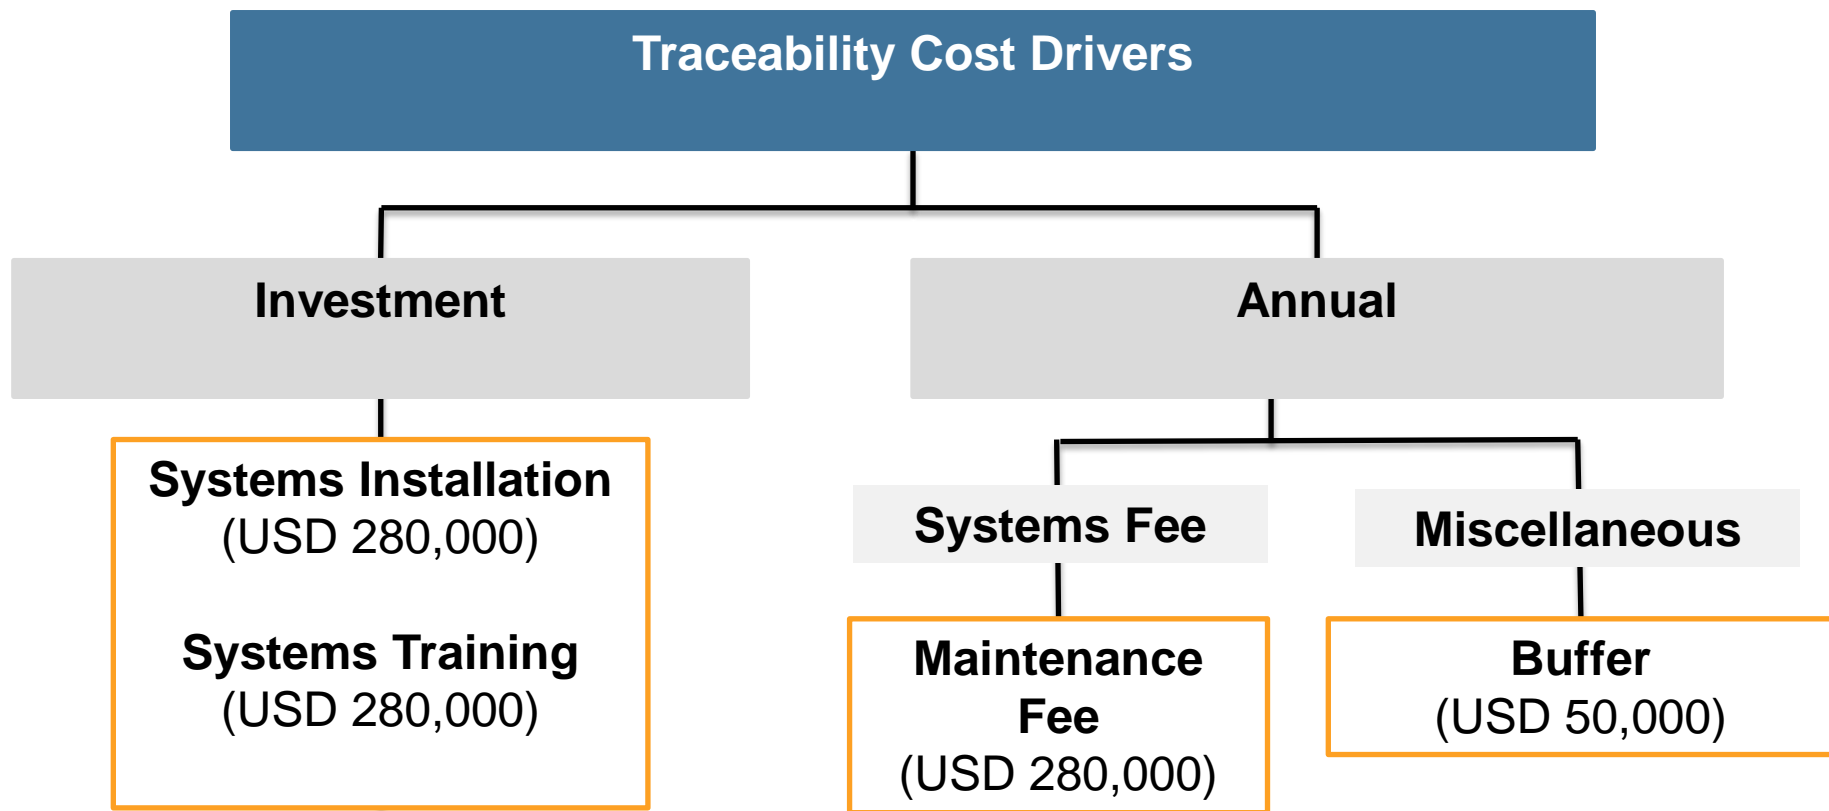 Traceability Cost Drivers
Investment
Annual
Systems Installation
(USD 280,000)
Systems Training
(USD 280,000)
Systems Fee
Miscellaneous
Maintenance
Fee
(USD 280,000)
Buffer
(USD 50,000)